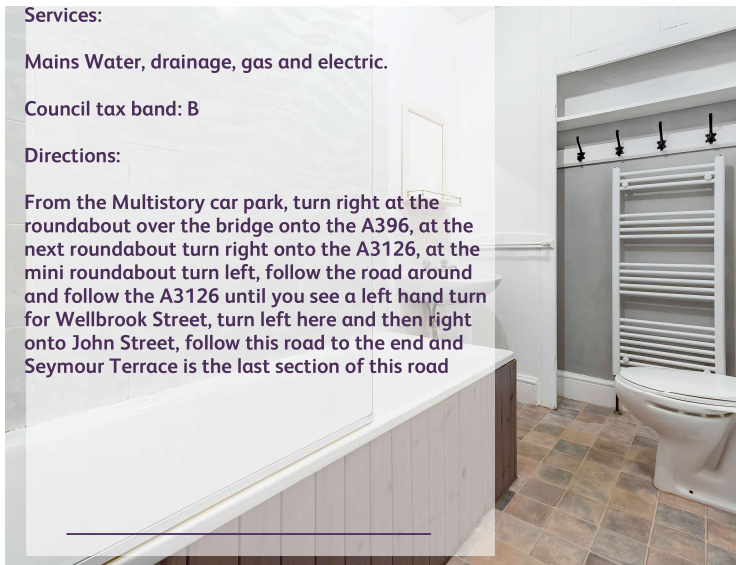 Services:
Mains Water, drainage, gas and electric.
Council tax band: B
Directions:
From the Multistory car park, turn right at the
roundabout over the bridge onto the A396, at the
next roundabout turn right onto the A3126, at the
mini roundabout turn left, follow the road around
and follow the A3126 until you see a left hand turn
for Wellbrook Street, turn left here and then right
onto John Street, follow this road to the end and
Seymour Terrace is the last section of this road